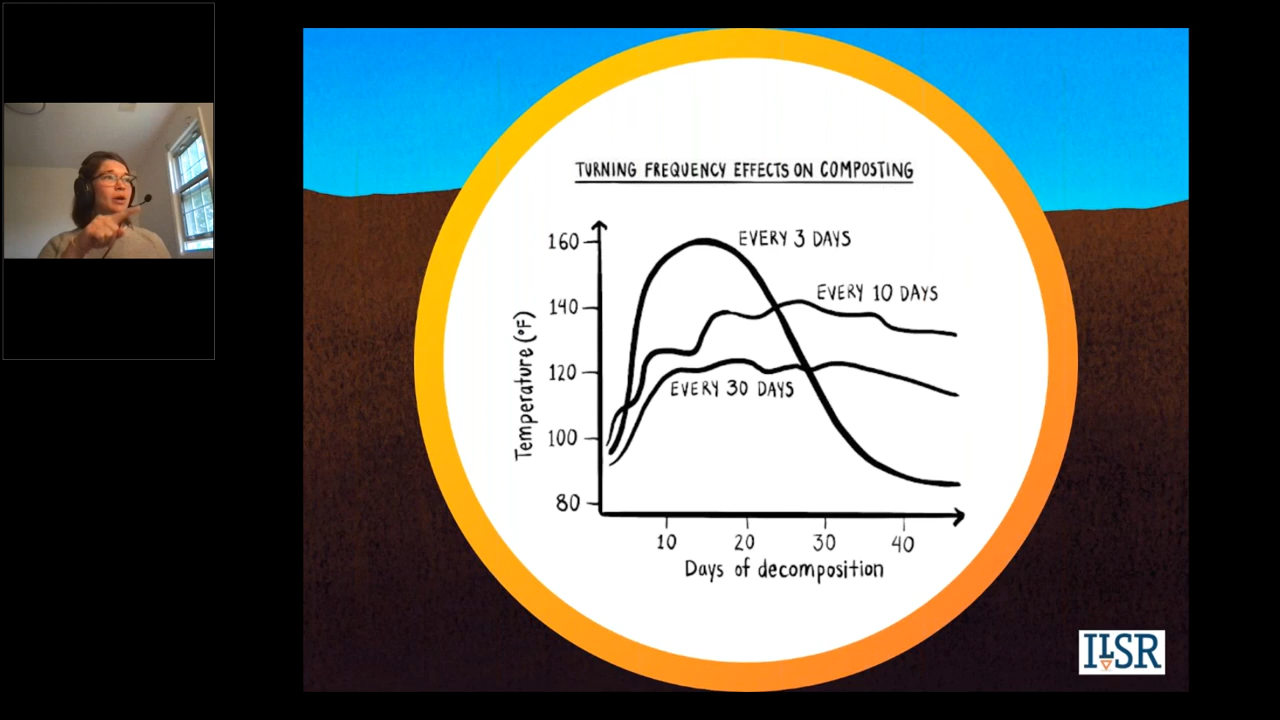 TURNING FREQUENCY EFFECTS ON COMPOSTING
160
EVERY 3 DAYS
EVERY 10 DAYS
140
Temperature (°F)
120
EVERY 30 DAYS
100
80
10 20 30 40
Days of decomposition
ILSR